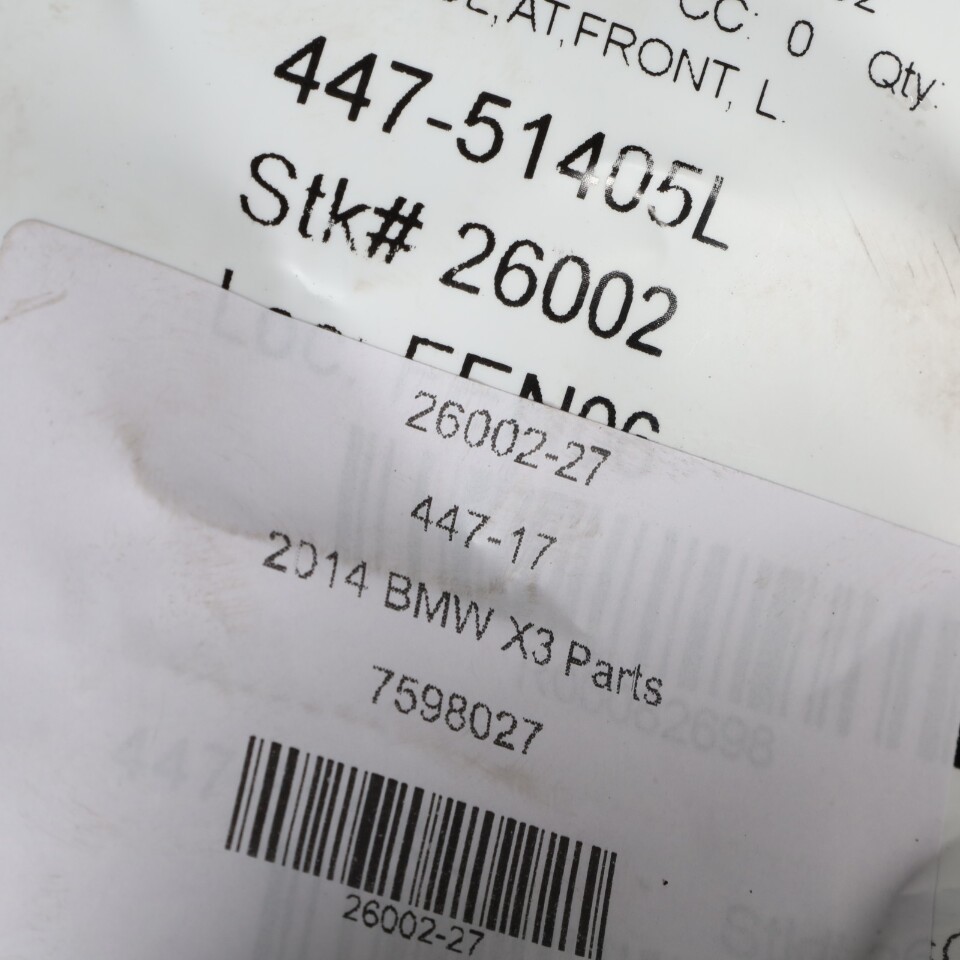 CC: 0 Qty:
AT,FRONT, L.
447-51405L
Stk# 26002
26002-27
447-17
2014 BMW X3 Parts
7598027
26002-27